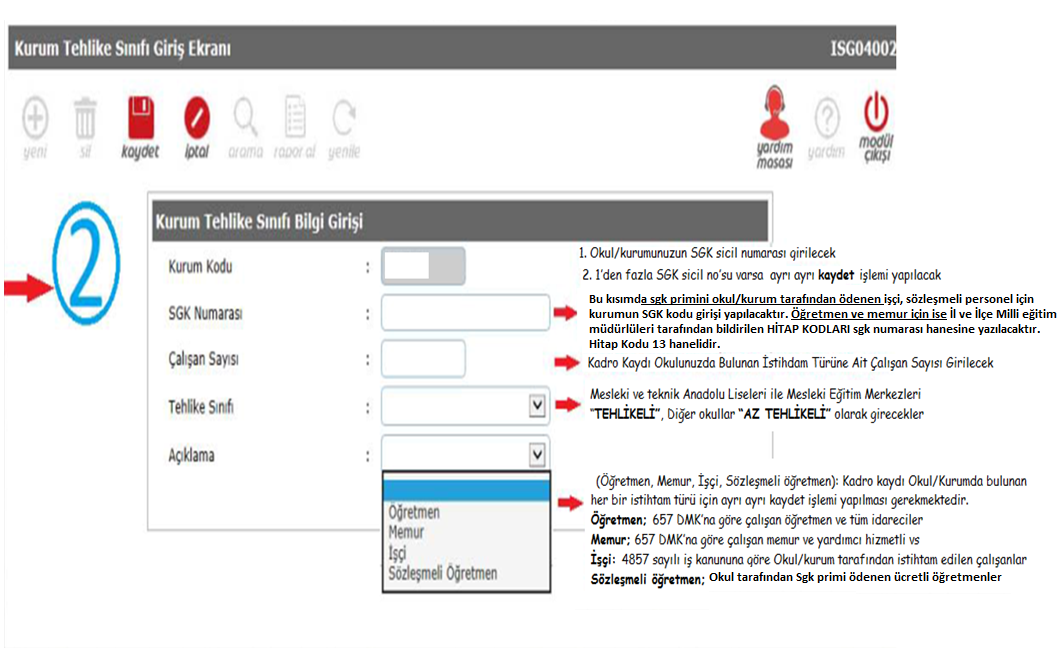 Kurum Tehlike Sınıfı Giriş Ekranı
ISG04002
yeni
sil
kaydet
iptal
arama
rapor al
yenile
yardım
masası
yardım
modül
çıkışı
2
Kurum Tehlike Sınıfı Bilgi Girişi
Kurum Kodu :
SGK Numarası :
Çalışan Sayısı :
Tehlike Sınıfı :
Açıklama :
Öğretmen
Memur
İşçi
Sözleşmeli Öğretmen
1. Okul/kurumunuzun SGK sicil numarası girilecek
2. 1'den fazla SGK sicil no'su varsa ayrı ayrı kaydet işlemi yapılacak
Bu kısımda sgk primini okul/kurum tarafından ödenen işçi, sözleşmeli personel için
kurumun SGK kodu girişi yapılacaktır. Öğretmen ve memur için ise İl ve İlçe Milli eğitim
müdürlüleri tarafından bildirilen HİTAP KODLARI sgk numarası hanesine yazılacaktır.
Hitap Kodu 13 hanelidir.
Kadro Kaydı Okulunuzda Bulunan İstihdam Türüne Ait Çalışan Sayısı Girilecek
Mesleki ve teknik Anadolu Liseleri ile Mesleki Eğitim Merkezleri
"TEHLİKELİ", Diğer okullar "AZ TEHLİKELİ" olarak girecekler
(Öğretmen, Memur, İşçi, Sözleşmeli öğretmen): Kadro kaydı Okul/Kurumda bulunan
her bir istihtam türü için ayrı ayrı kaydet işlemi yapılması gerekmektedir.
Öğretmen; 657 DMK'na göre çalışan öğretmen ve tüm idareciler
Memur; 657 DMK'na göre çalışan memur ve yardımcı hizmetli vs
İşçi: 4857 sayılı iş kanununa göre Okul/kurum tarafından istihtam edilen çalışanlar
Sözleşmeli öğretmen; Okul tarafından Sgk primi ödenen ücretli öğretmenler